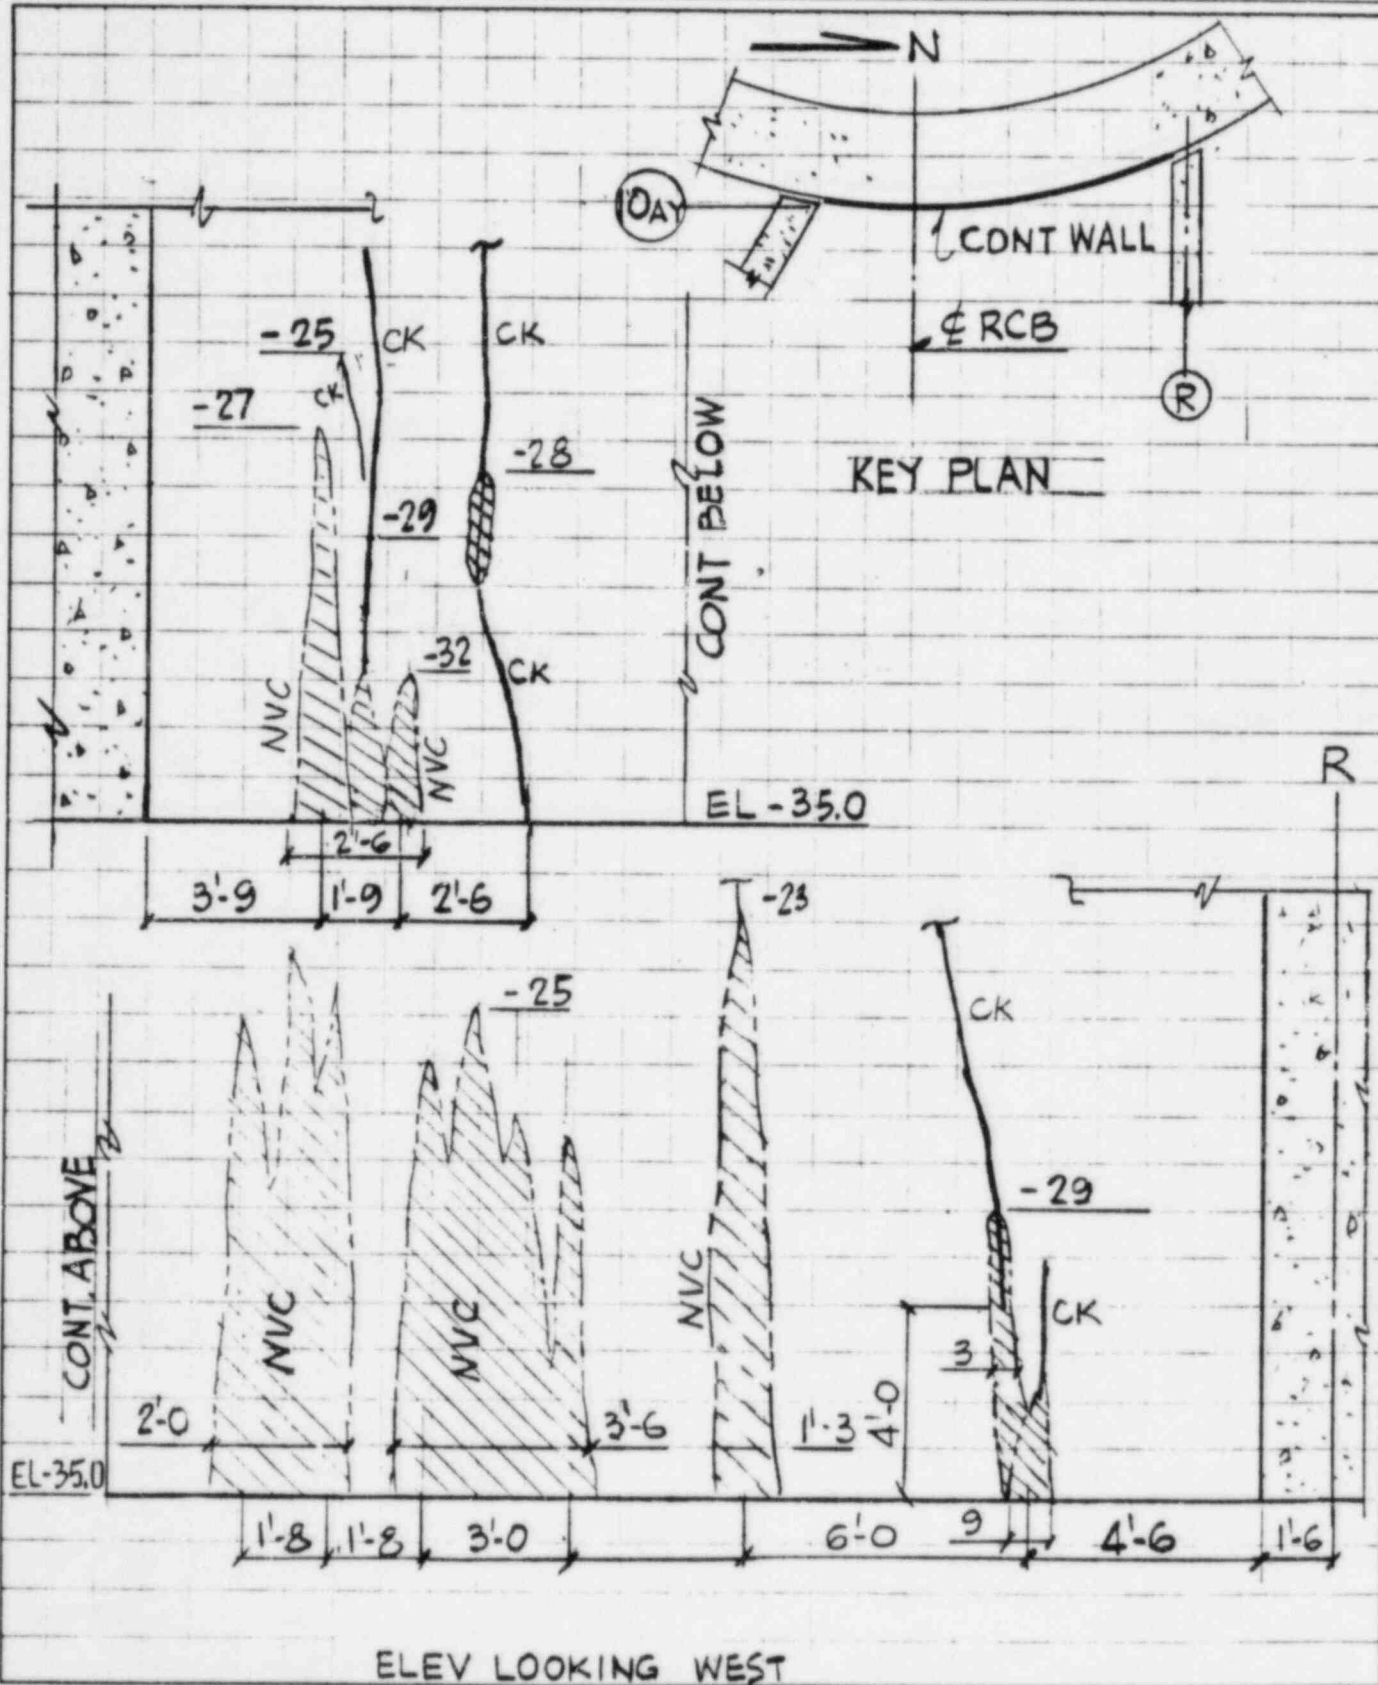 N
10AY
CONT WALL
℄ RCB
R
KEY PLAN
-25
CK
CK
CK
-27
-28
-29
CONT BELOW
-32
CK
NVC
NVC
R
EL -35.0
2'-6
3'-9
1'-9
2'-6
-23
-25
CK
CONT. ABOVE
-29
NVC
NVC
NVC
CK
3
4'-0
2'-0
3'-6
1'-3
EL-35.0
1'-8
1'-8
3'-0
6'-0
9
4'-6
1'-6
ELEV LOOKING WEST